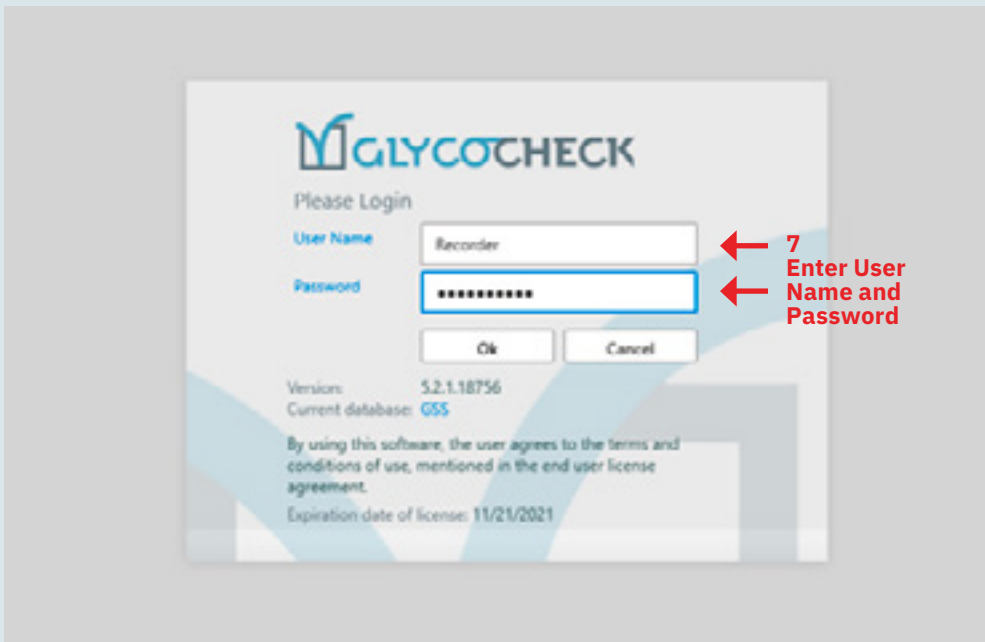 GLYCOCHECK
Please Login
User Name
Recorder
Password
••••••••••
Ok
Cancel
Version: 5.2.1.18756
Current database: GSS
By using this software, the user agrees to the terms and
conditions of use, mentioned in the end user license
agreement.
Expiration date of license: 11/21/2021
7
Enter User
Name and
Password